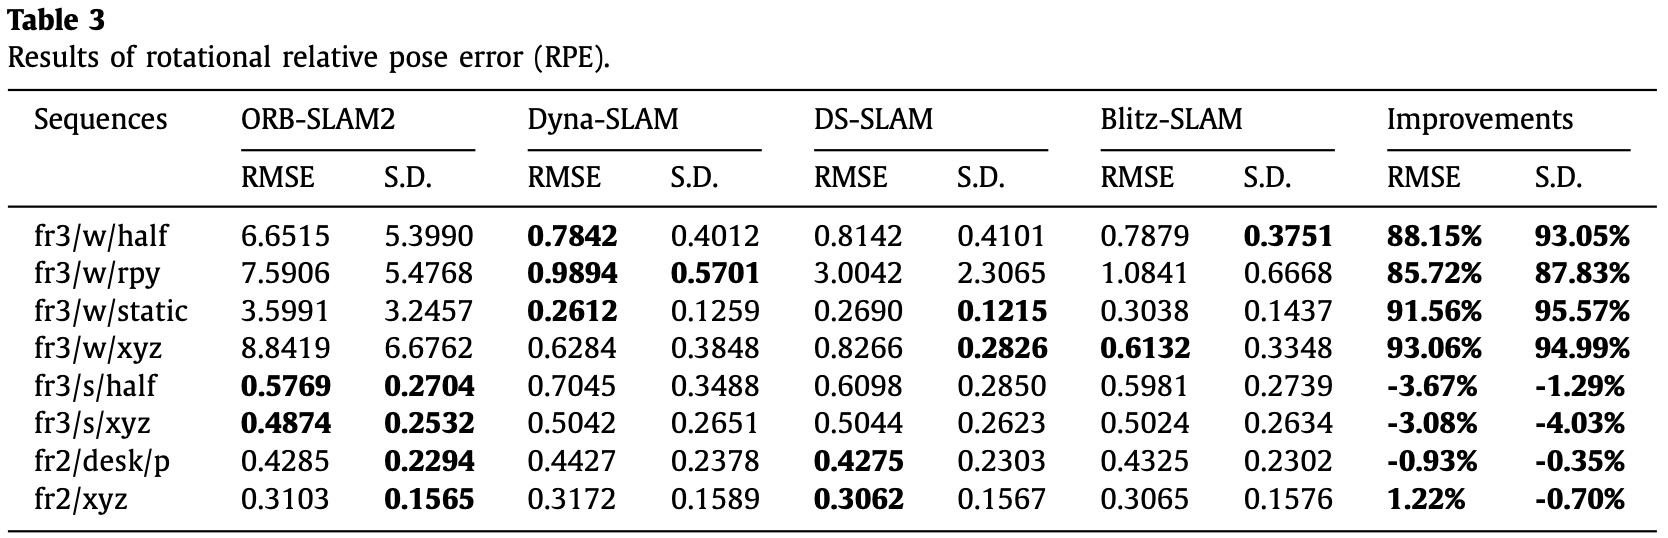 Table 3
Results of rotational relative pose error (RPE).
Sequences ORB-SLAM2 Dyna-SLAM DS-SLAM Blitz-SLAM Improvements
RMSE S.D. RMSE S.D. RMSE S.D. RMSE S.D. RMSE S.D.
fr3/w/half 6.6515 5.3990 0.7842 0.4012 0.8142 0.4101 0.7879 0.3751 88.15% 93.05%
fr3/w/rpy 7.5906 5.4768 0.9894 0.5701 3.0042 2.3065 1.0841 0.6668 85.72% 87.83%
fr3/w/static 3.5991 3.2457 0.2612 0.1259 0.2690 0.1215 0.3038 0.1437 91.56% 95.57%
fr3/w/xyz 8.8419 6.6762 0.6284 0.3848 0.8266 0.2826 0.6132 0.3348 93.06% 94.99%
fr3/s/half 0.5769 0.2704 0.7045 0.3488 0.6098 0.2850 0.5981 0.2739 -3.67% -1.29%
fr3/s/xyz 0.4874 0.2532 0.5042 0.2651 0.5044 0.2623 0.5024 0.2634 -3.08% -4.03%
fr2/desk/p 0.4285 0.2294 0.4427 0.2378 0.4275 0.2303 0.4325 0.2302 -0.93% -0.35%
fr2/xyz 0.3103 0.1565 0.3172 0.1589 0.3062 0.1567 0.3065 0.1576 1.22% -0.70%